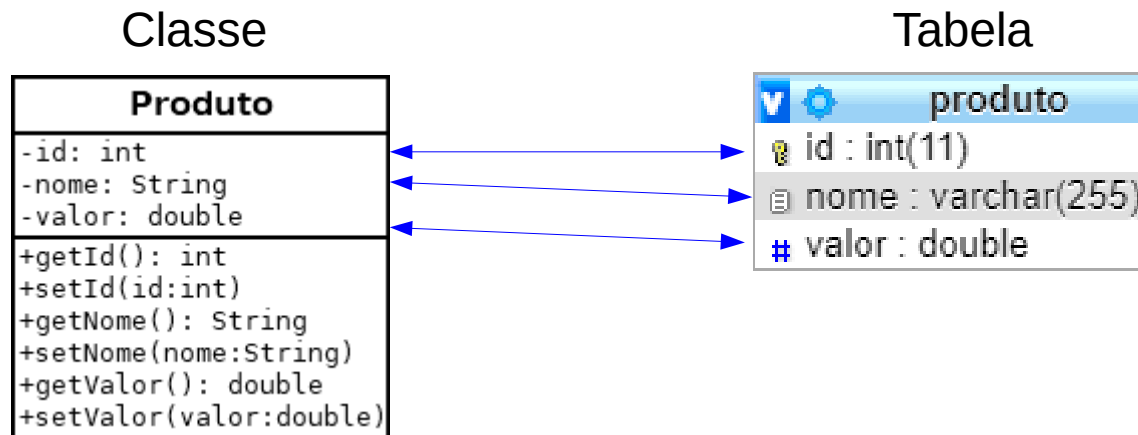 Classe
Tabela
Produto
-id: int
-nome: String
-valor: double
+getId(): int
+setId(id:int)
+getNome(): String
+setNome(nome:String)
+getValor(): double
+setValor(valor:double)
v produto
id : int(11)
nome : varchar(255)
# valor : double